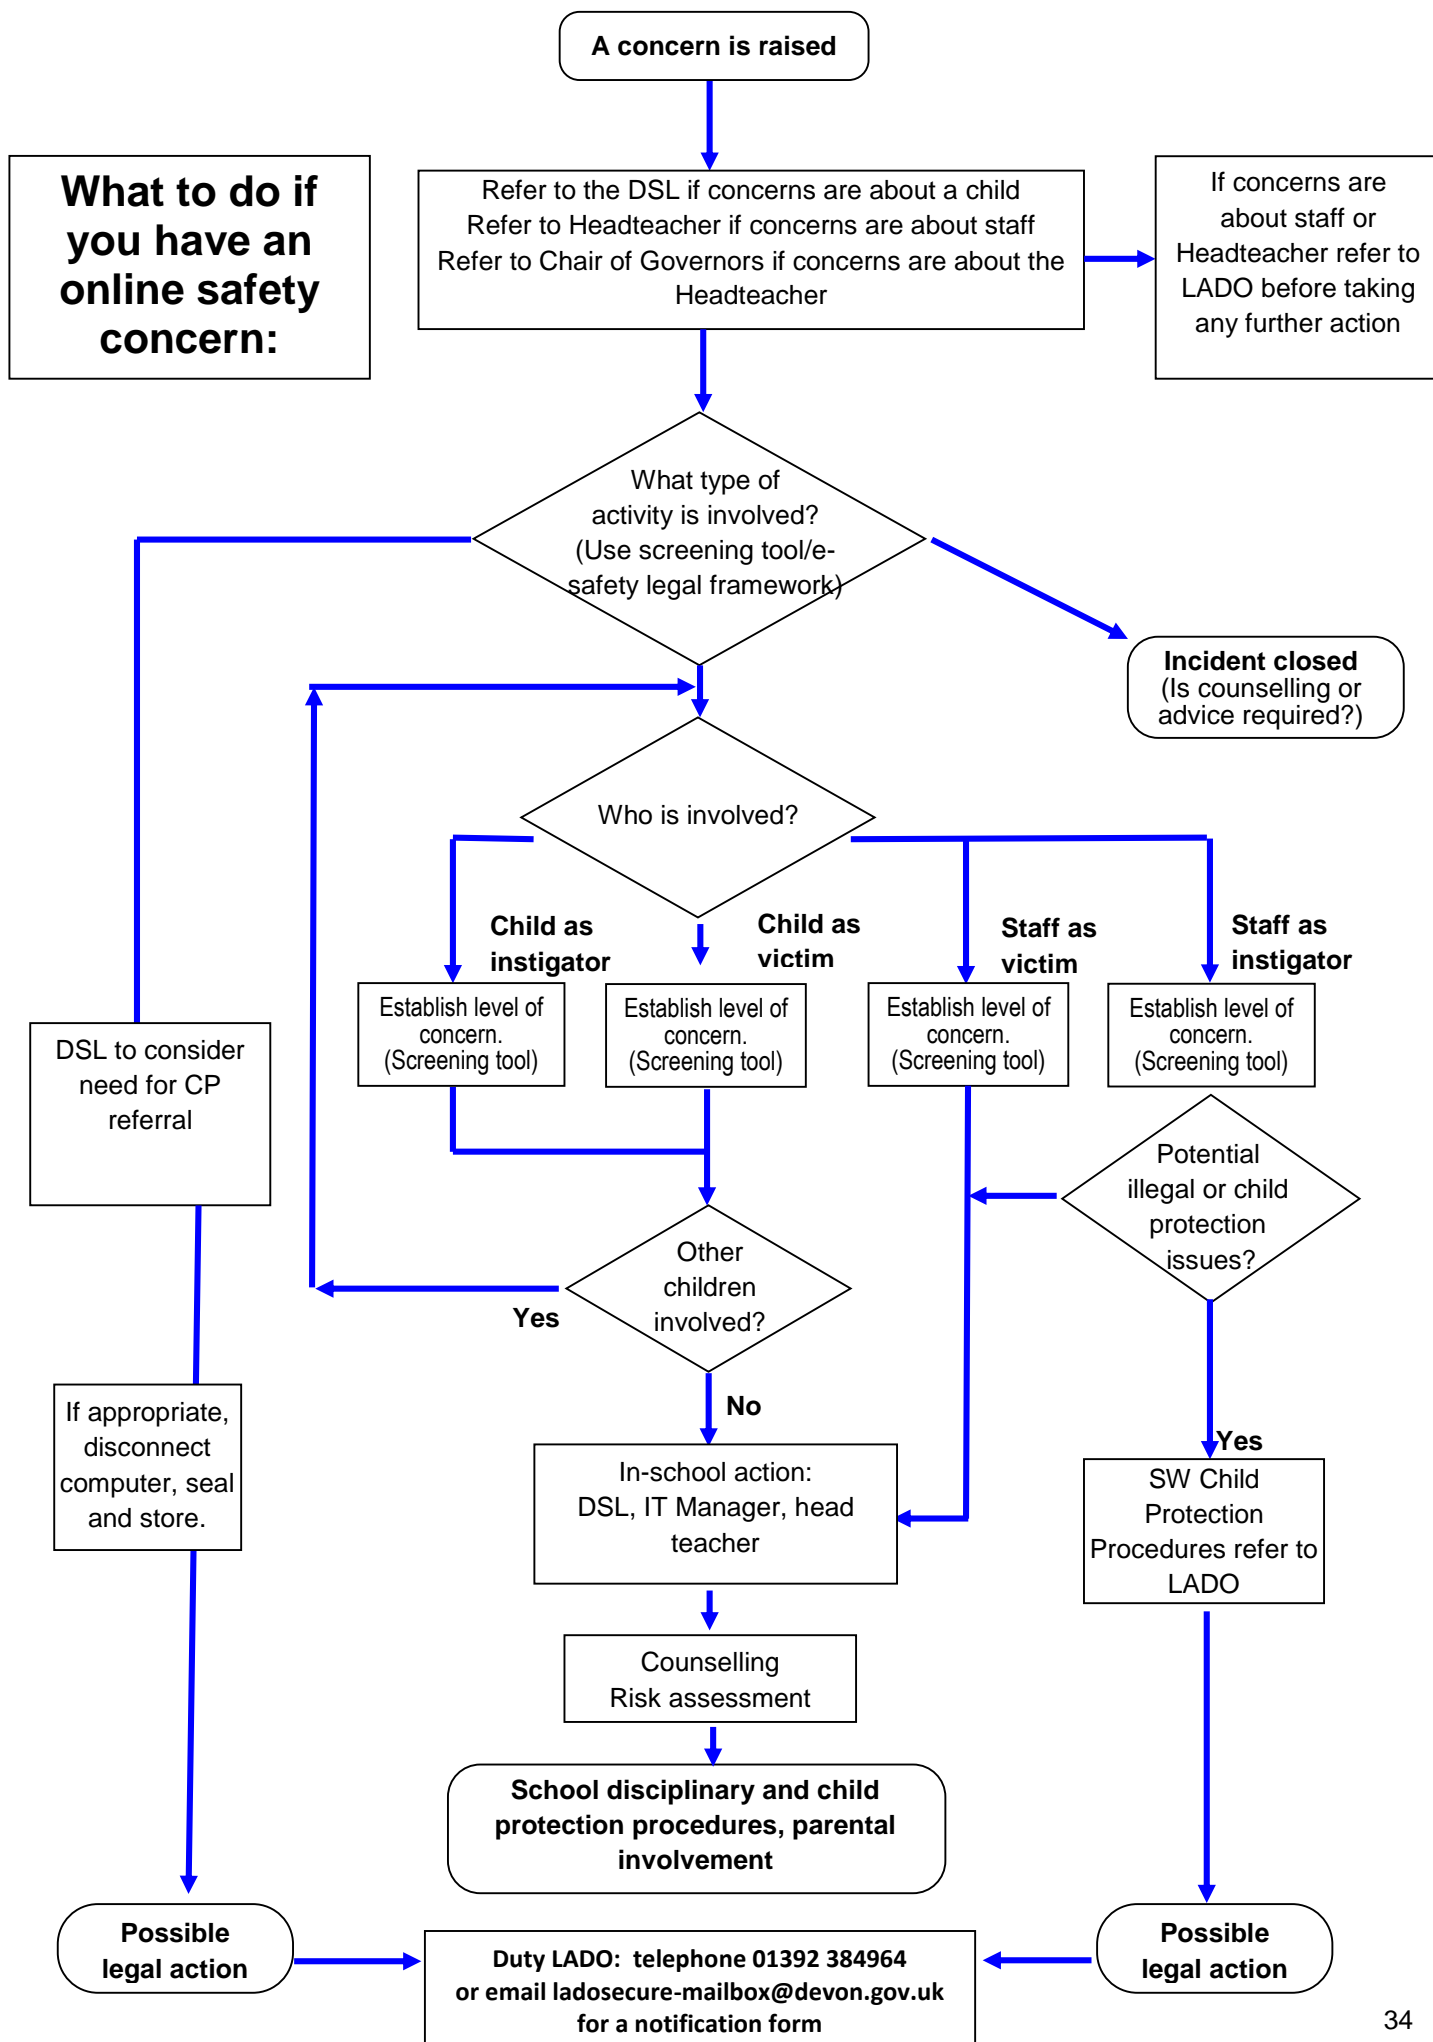 A concern is raised
What to do if
you have an
online safety
concern:
Refer to the DSL if concerns are about a child
Refer to Headteacher if concerns are about staff
Refer to Chair of Governors if concerns are about the
Headteacher
If concerns are
about staff or
Headteacher refer to
LADO before taking
any further action
What type of
activity is involved?
(Use screening tool/e-
safety legal framework)
Incident closed
(Is counselling or
advice required?)
Who is involved?
Child as
instigator
Child as
victim
Staff as
victim
Staff as
instigator
Establish level of
concern.
(Screening tool)
Establish level of
concern.
(Screening tool)
Establish level of
concern.
(Screening tool)
Establish level of
concern.
(Screening tool)
DSL to consider
need for CP
referral
Potential
illegal or child
protection
issues?
Other
children
involved?
Yes
No
If appropriate,
disconnect
computer, seal
and store.
In-school action:
DSL, IT Manager, head
teacher
Yes
SW Child
Protection
Procedures refer to
LADO
Counselling
Risk assessment
School disciplinary and child
protection procedures, parental
involvement
Possible
legal action
Duty LADO:  telephone 01392 384964
or email ladosecure-mailbox@devon.gov.uk
for a notification form
Possible
legal action
34